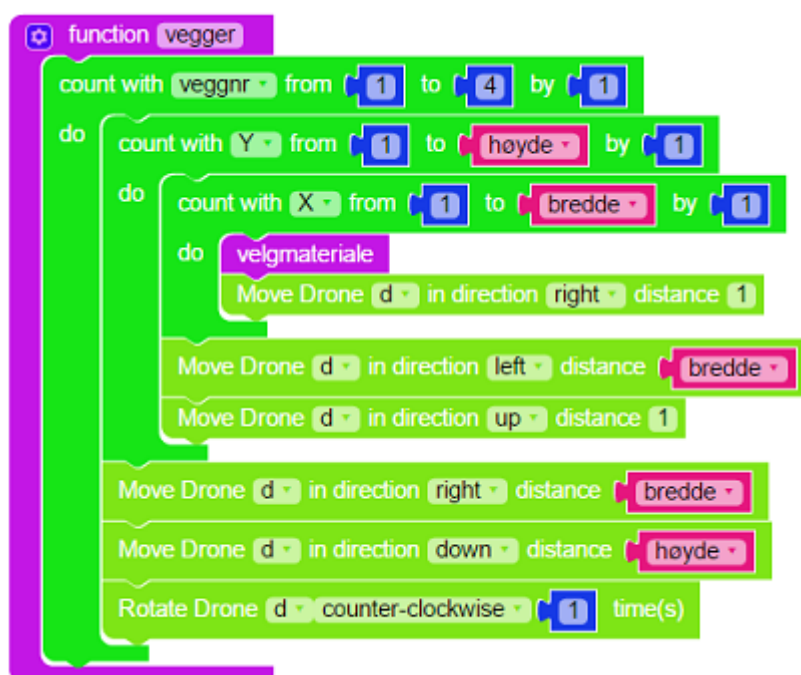 function vegger
count with veggnr from 1 to 4 by 1
do count with Y from 1 to høyde by 1
do count with X from 1 to bredde by 1
do velgmateriale
Move Drone d in direction right distance 1
Move Drone d in direction left distance bredde
Move Drone d in direction up distance 1
Move Drone d in direction right distance bredde
Move Drone d in direction down distance høyde
Rotate Drone d counter-clockwise 1 time(s)